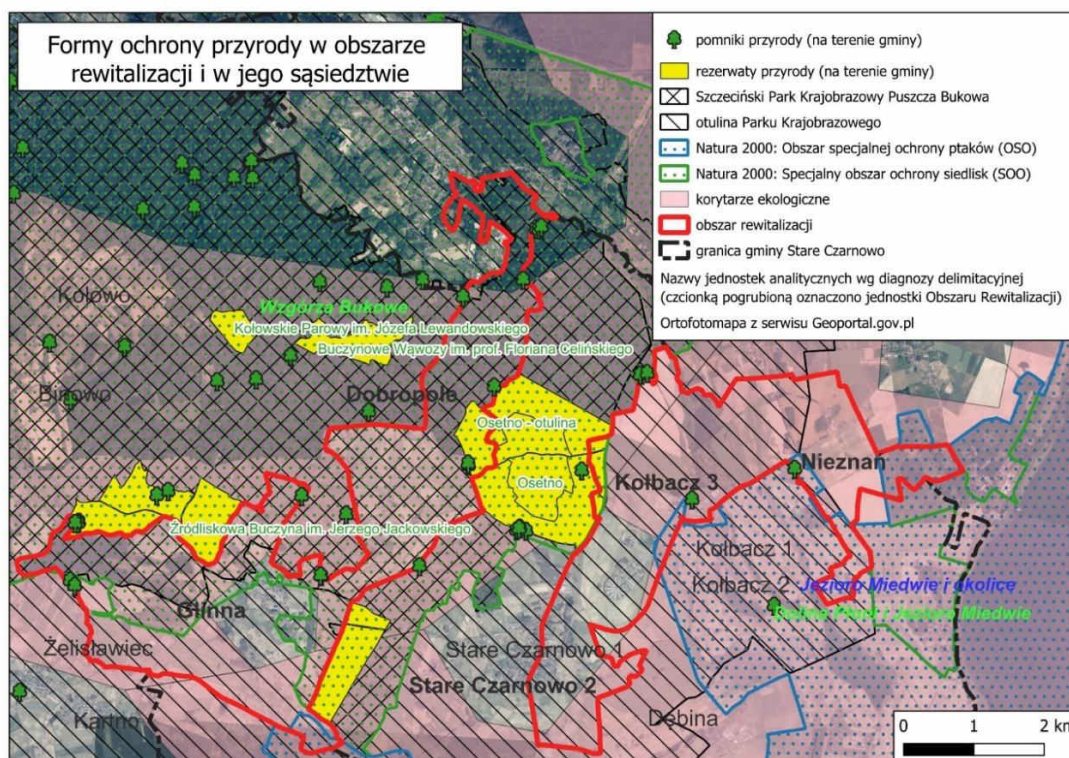 Formy ochrony przyrody w obszarze
rewitalizacji i w jego sąsiedztwie
pomniki przyrody (na terenie gminy)
rezerwaty przyrody (na terenie gminy)
Szczeciński Park Krajobrazowy Puszcza Bukowa
otulina Parku Krajobrazowego
Natura 2000: Obszar specjalnej ochrony ptaków (OSO)
Natura 2000: Specjalny obszar ochrony siedlisk (SOO)
korytarze ekologiczne
obszar rewitalizacji
granica gminy Stare Czarnowo
Nazwy jednostek analitycznych wg diagnozy delimitacyjnej
(czcionką pogrubioną oznaczono jednostki Obszaru Rewitalizacji)
Ortofotomapa z serwisu Geoportal.gov.pl
Kołowo
Wzgórza Bukowe
Kołowskie Parowy im. Józefa Lewandowskiego
Buczynowe Wąwozy im. prof. Floriana Celińskiego
Binowo
Dobropole
Osetno - otulina
Osetno
Kołbacz 3
Nieznań
Źródliskowa Buczyna im. Jerzego Jackowskiego
Kołbacz 1
Kołbacz 2
Jezioro Miedwie i okolice
Dolina Płoni i Jezioro Miedwie
Glinna
Żelisławiec
Stare Czarnowo 1
Stare Czarnowo 2
Kartno
Dębina
0 1 2 km